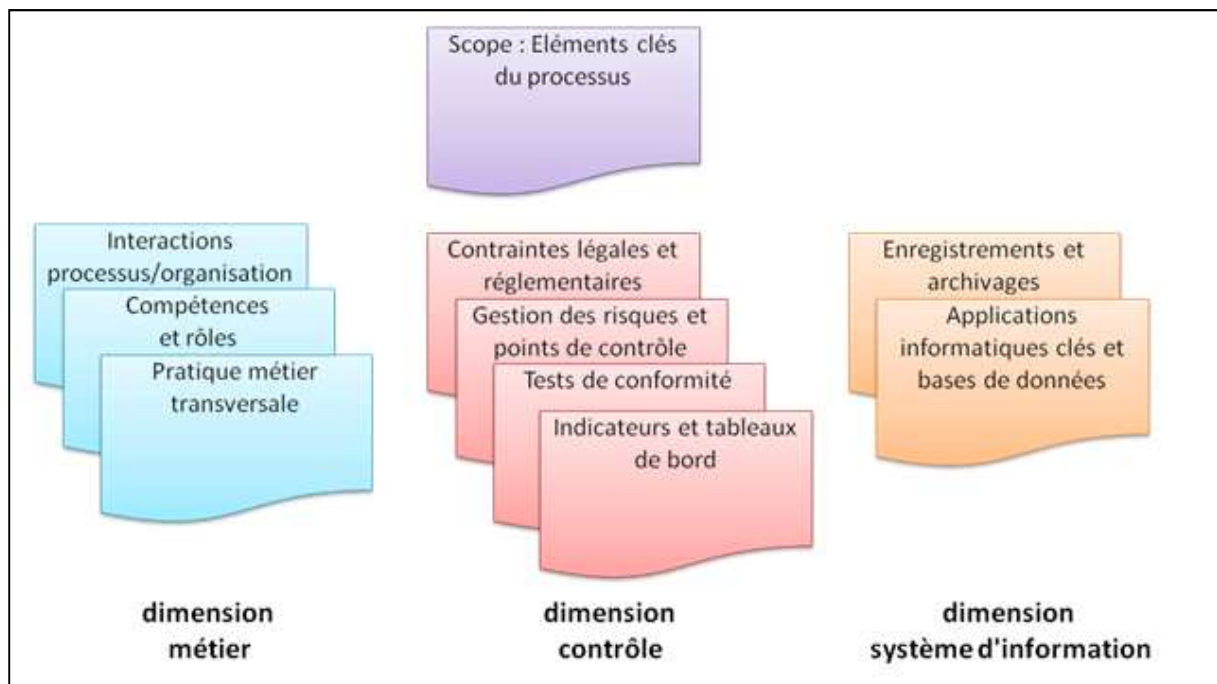 Scope : Eléments clés
du processus
Interactions
processus/organisation
Compétences
et rôles
Pratique métier
transversale
Contraintes légales et
réglementaires
Gestion des risques et
points de contrôle
Tests de conformité
Indicateurs et tableaux
de bord
Enregistrements et
archivages
Applications
informatiques clés et
bases de données
dimension
métier
dimension
contrôle
dimension
système d'information